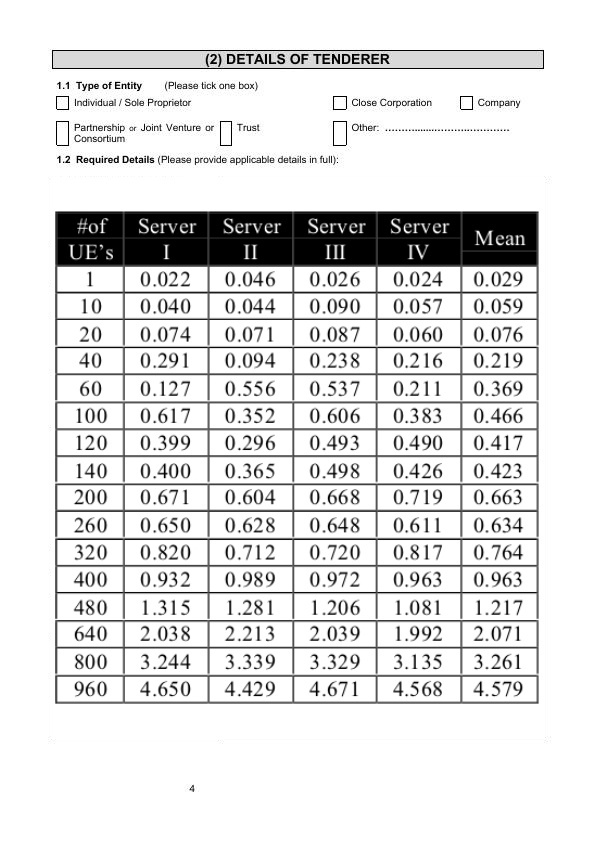 (2) DETAILS OF TENDERER
1.1 Type of Entity (Please tick one box)
Individual / Sole Proprietor
Close Corporation
Company
Partnership or Joint Venture or
Consortium
Trust
Other: ……….......………..…………
1.2 Required Details (Please provide applicable details in full):
#of UE's Server I Server II Server III Server IV Mean
1 0.022 0.046 0.026 0.024 0.029
10 0.040 0.044 0.090 0.057 0.059
20 0.074 0.071 0.087 0.060 0.076
40 0.291 0.094 0.238 0.216 0.219
60 0.127 0.556 0.537 0.211 0.369
100 0.617 0.352 0.606 0.383 0.466
120 0.399 0.296 0.493 0.490 0.417
140 0.400 0.365 0.498 0.426 0.423
200 0.671 0.604 0.668 0.719 0.663
260 0.650 0.628 0.648 0.611 0.634
320 0.820 0.712 0.720 0.817 0.764
400 0.932 0.989 0.972 0.963 0.963
480 1.315 1.281 1.206 1.081 1.217
640 2.038 2.213 2.039 1.992 2.071
800 3.244 3.339 3.329 3.135 3.261
960 4.650 4.429 4.671 4.568 4.579
4